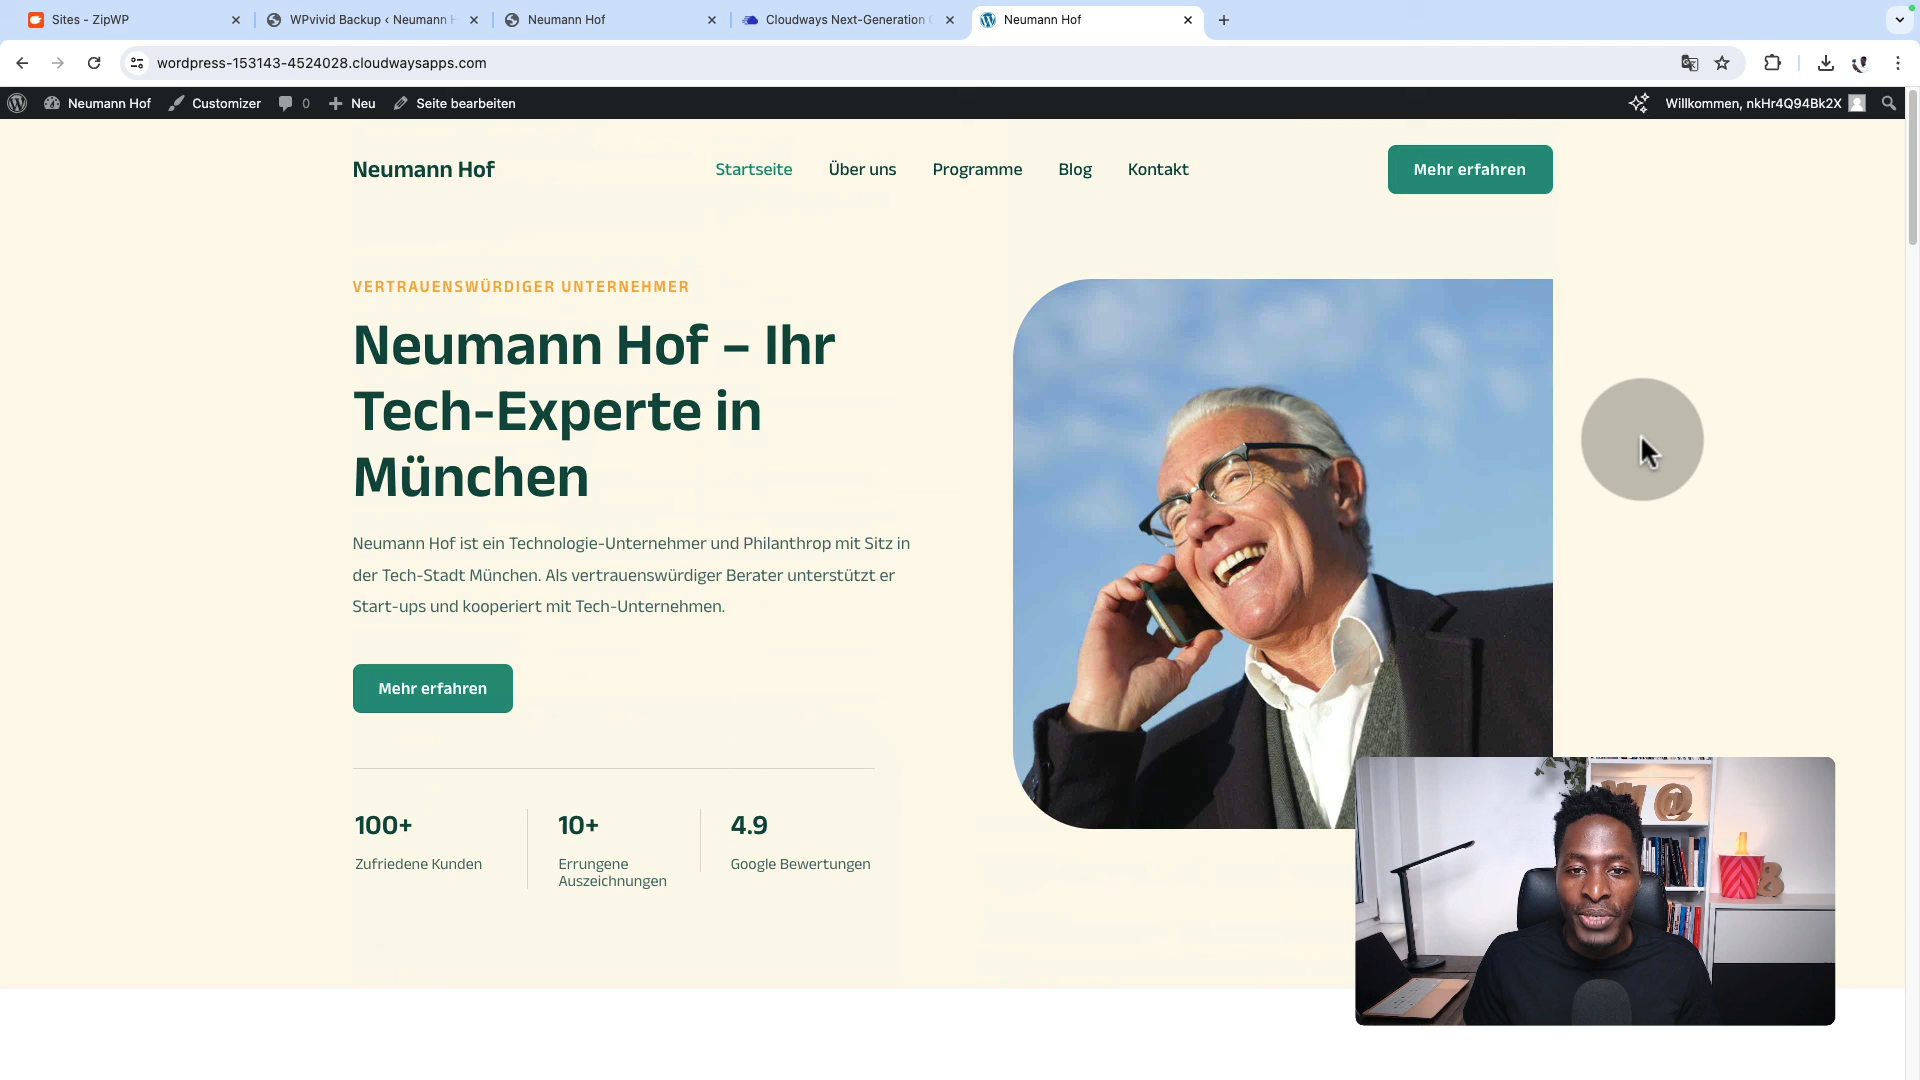 Sites - ZipWP
WPvivid Backup ‹ Neumann H
Neumann Hof
Cloudways Next-Generation
Neumann Hof
wordpress-153143-4524028.cloudwaysapps.com
Neumann Hof
Customizer
0
Neu
Seite bearbeiten
Willkommen, nkHr4Q94Bk2X
Neumann Hof
Startseite
Über uns
Programme
Blog
Kontakt
Mehr erfahren
VERTRAUENSWÜRDIGER UNTERNEHMER
Neumann Hof – Ihr
Tech-Experte in
München
Neumann Hof ist ein Technologie-Unternehmer und Philanthrop mit Sitz in
der Tech-Stadt München. Als vertrauenswürdiger Berater unterstützt er
Start-ups und kooperiert mit Tech-Unternehmen.
Mehr erfahren
100+
Zufriedene Kunden
10+
Errungene
Auszeichnungen
4.9
Google Bewertungen